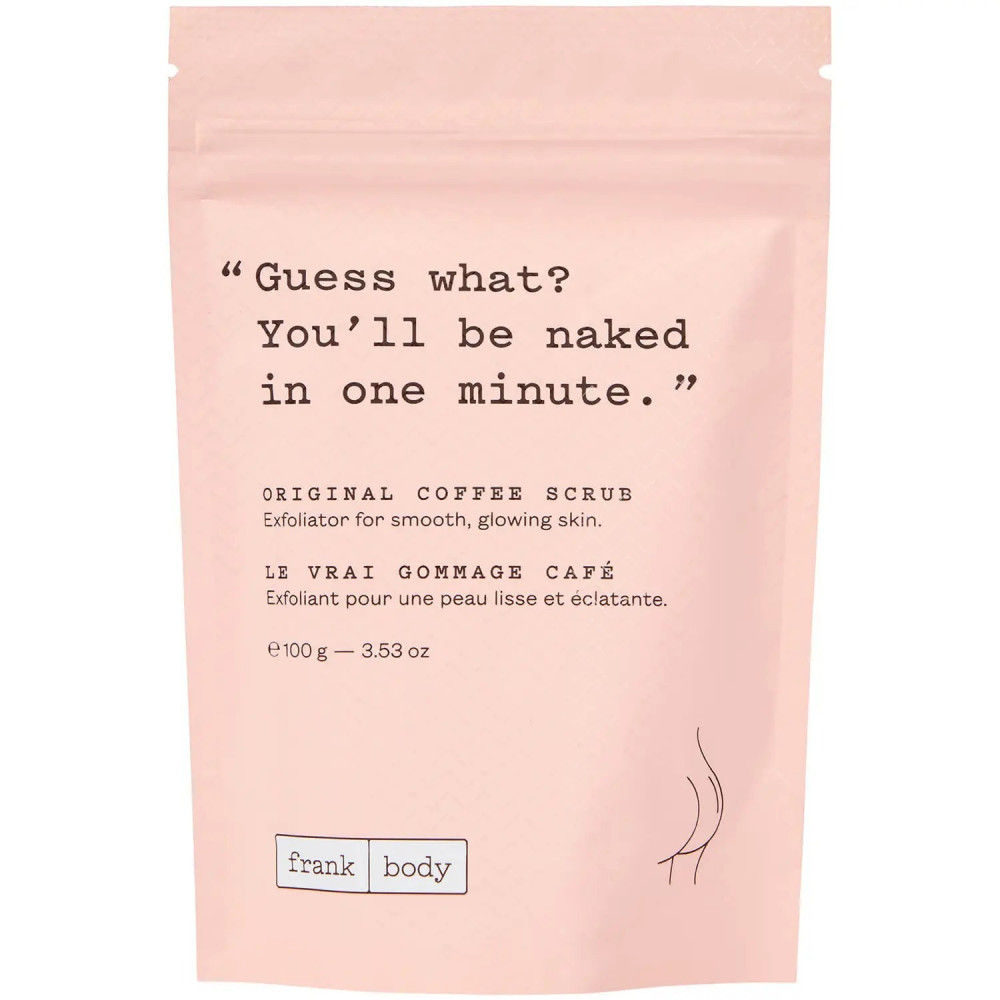 “Guess what?
You’ll be naked
in one minute.”
ORIGINAL COFFEE SCRUB
Exfoliator for smooth, glowing skin.
LE VRAI GOMMAGE CAFÉ
Exfoliant pour une peau lisse et éclatante.
℮100 g — 3.53 oz
frank body